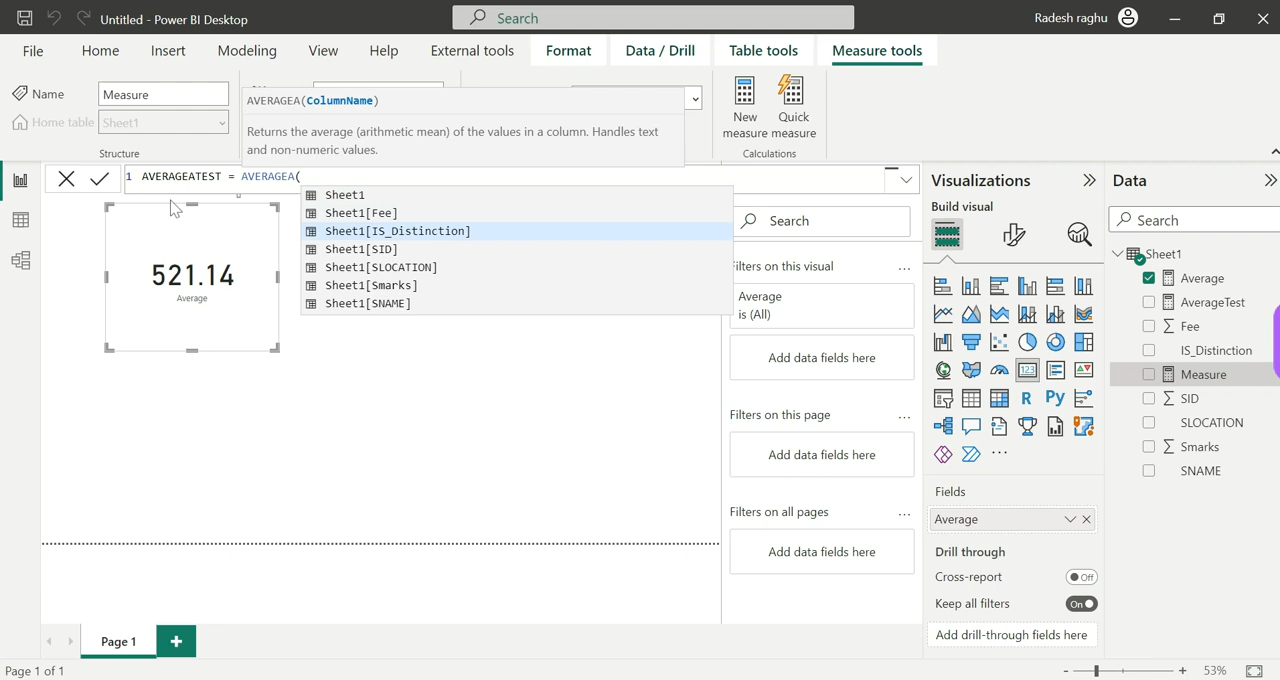 Untitled - Power BI Desktop
Search
Radesh raghu
File
Home
Insert
Modeling
View
Help
External tools
Format
Data / Drill
Table tools
Measure tools
Name
Measure
Home table
Sheet1
Structure
AVERAGEA(ColumnName)
Returns the average (arithmetic mean) of the values in a column. Handles text
and non-numeric values.
New
measure
Quick
measure
Calculations
1 AVERAGEATEST = AVERAGEA(
Sheet1
Sheet1[Fee]
Sheet1[IS_Distinction]
Sheet1[SID]
Sheet1[SLOCATION]
Sheet1[Smarks]
Sheet1[SNAME]
521.14
Average
Search
Filters on this visual
...
Average
is (All)
Add data fields here
Filters on this page
...
Add data fields here
Filters on all pages
...
Add data fields here
Visualizations
Build visual
123
R
Py
...
Fields
Average
Drill through
Cross-report
Off
Keep all filters
On
Add drill-through fields here
Data
Search
Sheet1
Average
AverageTest
Fee
IS_Distinction
Measure
SID
SLOCATION
Smarks
SNAME
Page 1
+
Page 1 of 1
-
+
53%